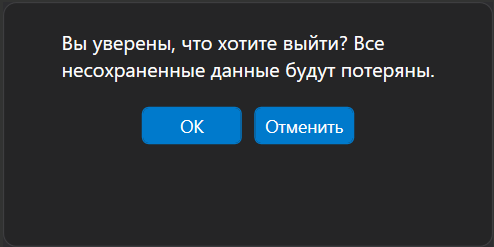 Вы уверены, что хотите выйти? Все
несохраненные данные будут потеряны.
OK
Отменить